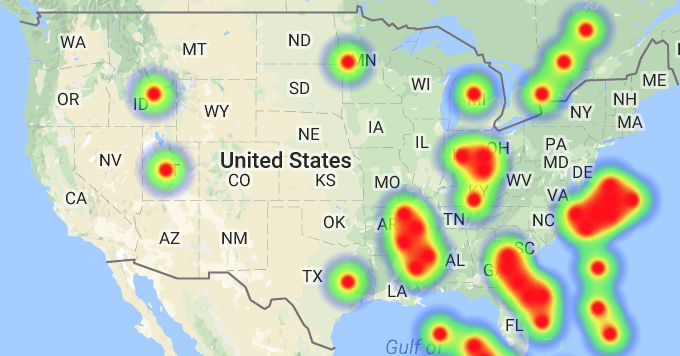 WA
MT
ND
MN
OR
ID
SD
WI
MI
ME
WY
NH
NY
MA
IA
NE
IL
OH
PA
NV
UT
United States
MD
CO
KS
MO
KY
WV
DE
CA
VA
OK
AR
TN
NC
AZ
NM
SC
TX
AL
GA
LA
FL
Gulf of